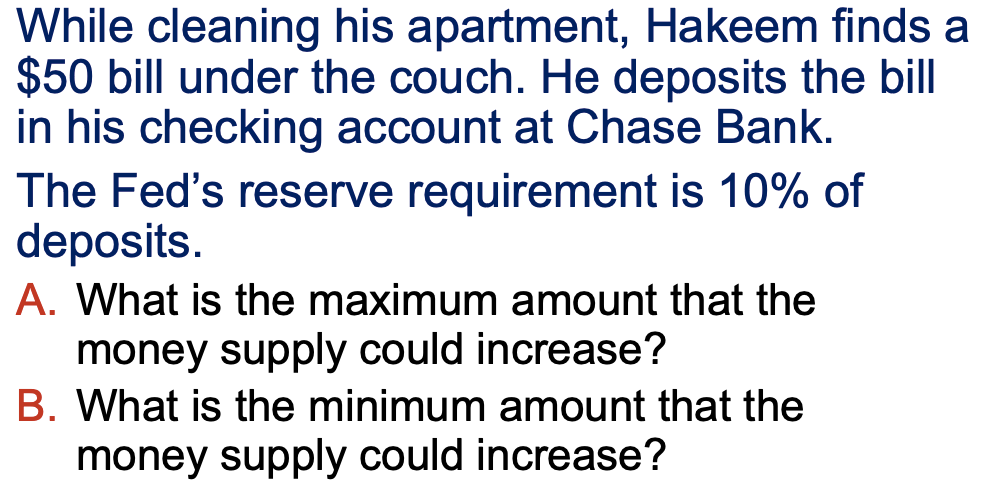 While cleaning his apartment, Hakeem finds a
$50 bill under the couch. He deposits the bill
in his checking account at Chase Bank.
The Fed’s reserve requirement is 10% of
deposits.
A. What is the maximum amount that the
money supply could increase?
B. What is the minimum amount that the
money supply could increase?